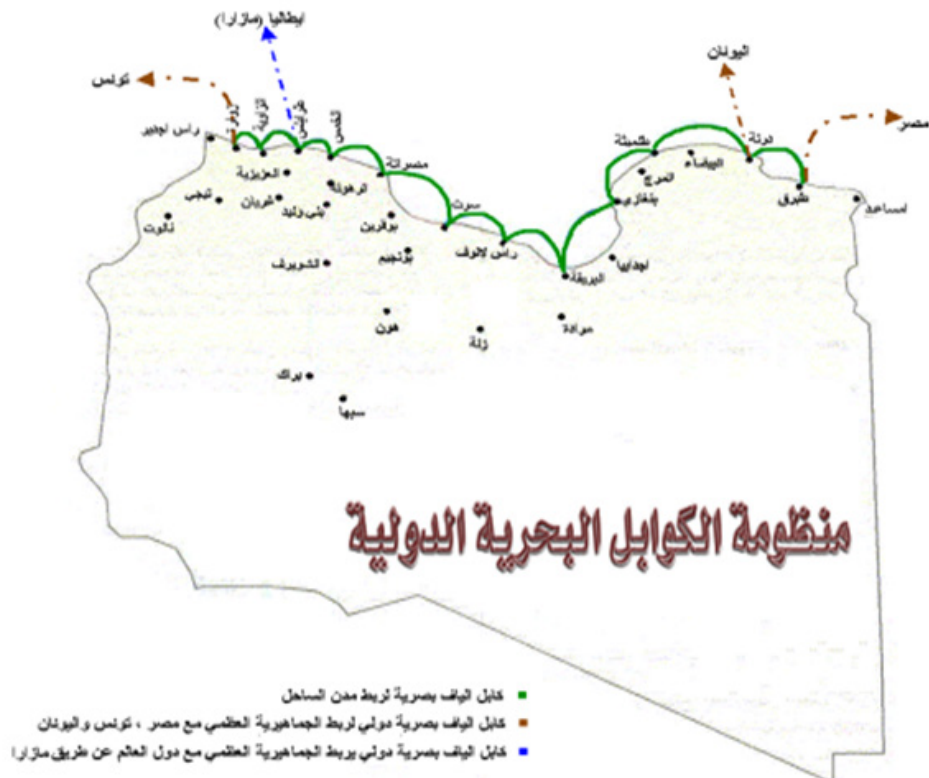 ايطاليا (مازارا)
اليونان
تونس
مصر
زوارة
الزاوية
طرابلس
الخمس
راس اجدير
مصراتة
طلميثة
البيضاء
درنة
طبرق
امساعد
العزيزية
ترهونة
المرج
بنغازي
تيجي
غريان
بني وليد
بوقرين
سرت
نالوت
الشويرف
بونجيم
راس لانوف
البريقة
اجدابيا
هون
زلة
مرادة
براك
سبها
منظومة الكوابل البحرية الدولية
كابل الياف بصرية لربط مدن الساحل
كابل الياف بصرية دولي لربط الجماهيرية العظمي مع مصر ، تونس واليونان
كابل الياف بصرية دولي يربط الجماهيرية العظمي مع دول العالم عن طريق مازارا